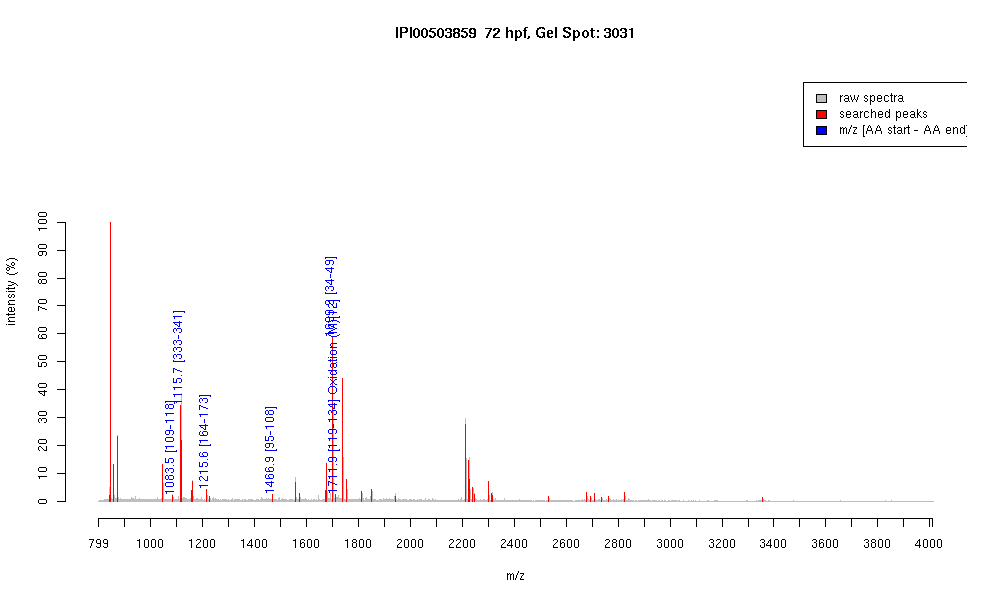 IPI00503859 72 hpf, Gel Spot: 3031
raw spectra
searched peaks
m/z [AA start - AA end]
intensity (%)
100
90
80
70
60
50
40
30
20
10
0
1083.5 [109-118]
1115.7 [333-341]
1215.6 [164-173]
1466.9 [95-108]
[34-49]
1711.9 [119-134] Oxidation (M)[12]
799 1000 1200 1400 1600 1800 2000 2200 2400 2600 2800 3000 3200 3400 3600 3800 4000
m/z